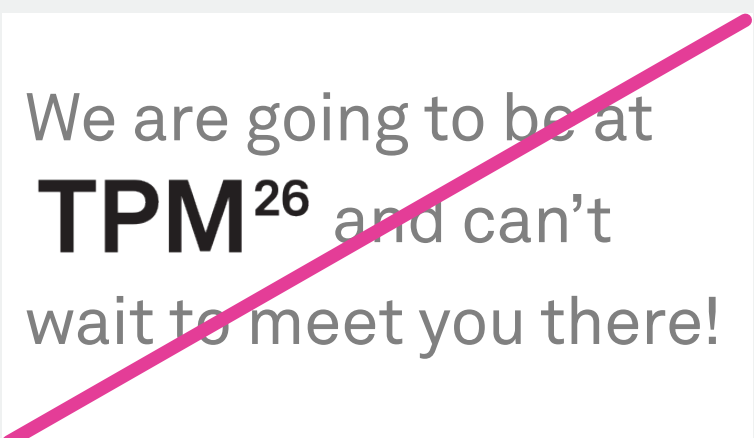 We are going to be at
TPM26 and can’t
wait to meet you there!